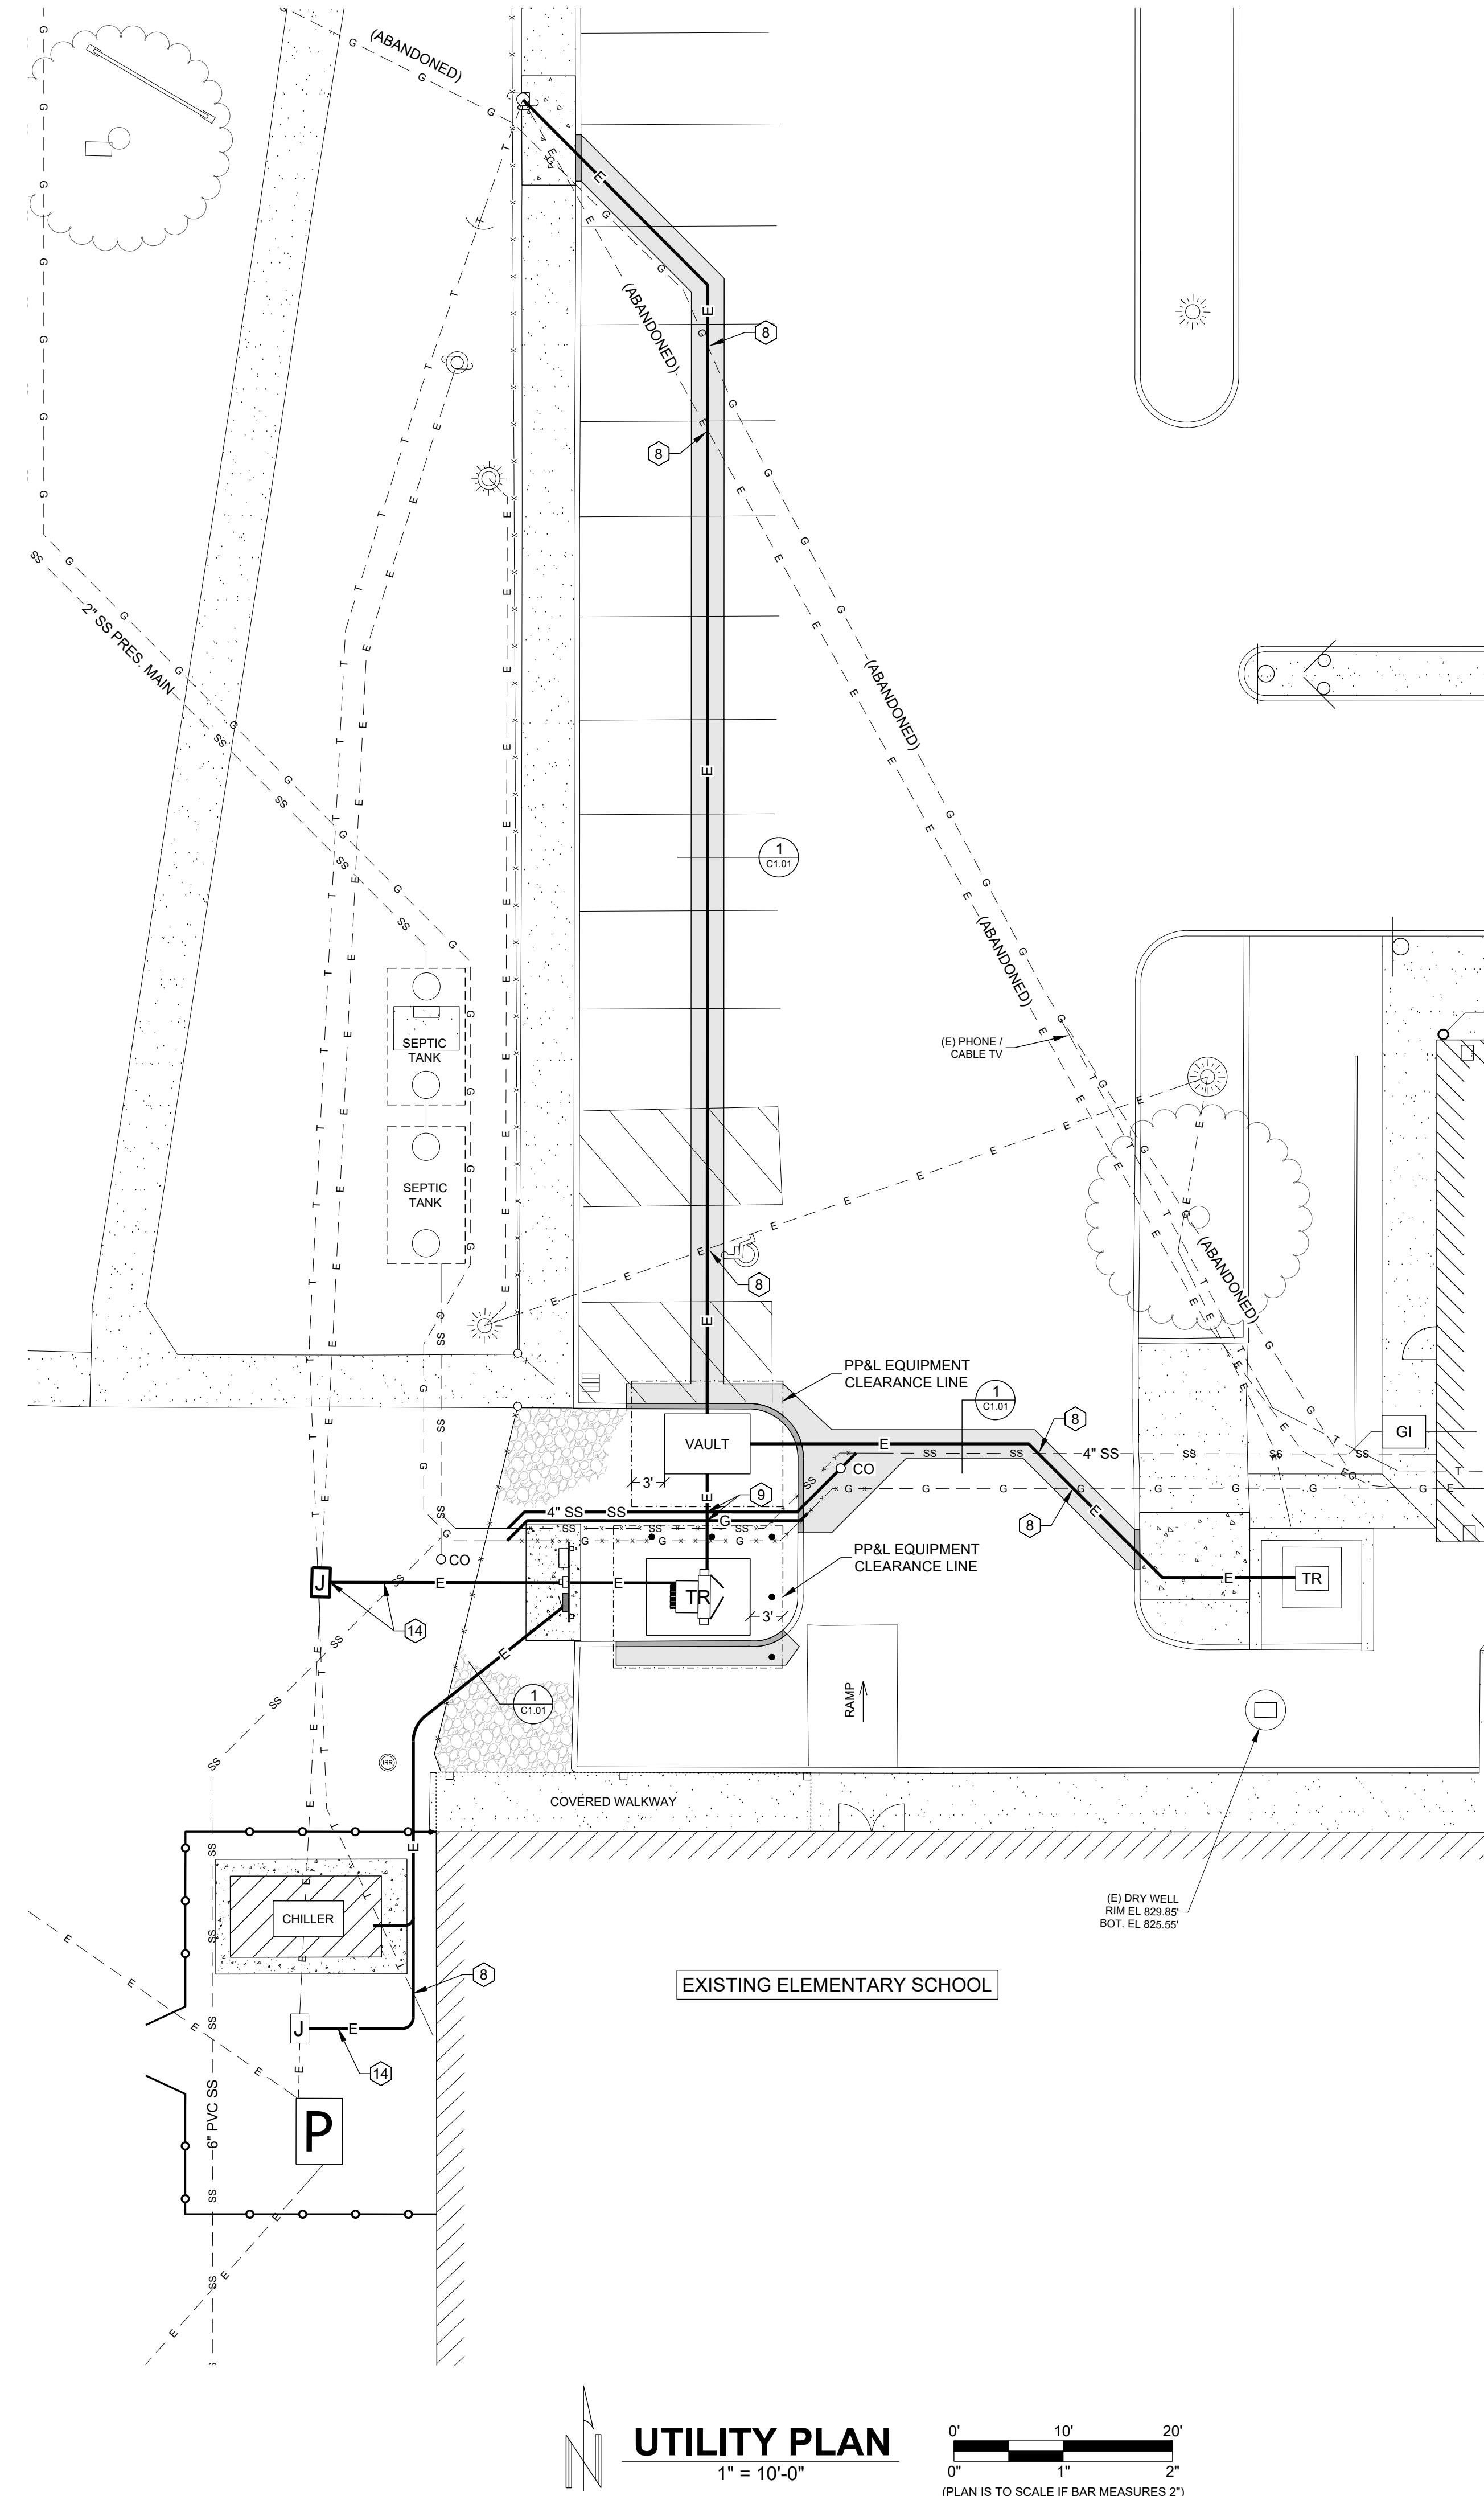 (ABANDONED)
(ABANDONED)
8
8
2" SS PRES. MAIN
(ABANDONED)
1
C1.01
(ABANDONED)
SEPTIC
TANK
(E) PHONE /
CABLE TV
SEPTIC
TANK
(ABANDONED)
8
PP&L EQUIPMENT
CLEARANCE LINE
1
C1.01
8
VAULT
4" SS
GI
CO
3'
9
4" SS
SS
8
CO
PP&L EQUIPMENT
CLEARANCE LINE
J
E
E
TR
E
TR
3'
14
1
C1.01
RAMP
IRR
COVERED WALKWAY
CHILLER
(E) DRY WELL
RIM EL 829.85'
BOT. EL 825.55'
8
EXISTING ELEMENTARY SCHOOL
J
E
14
6" PVC SS
P
N
UTILITY PLAN
1" = 10'-0"
0' 10' 20'
0" 1" 2"
(PLAN IS TO SCALE IF BAR MEASURES 2")